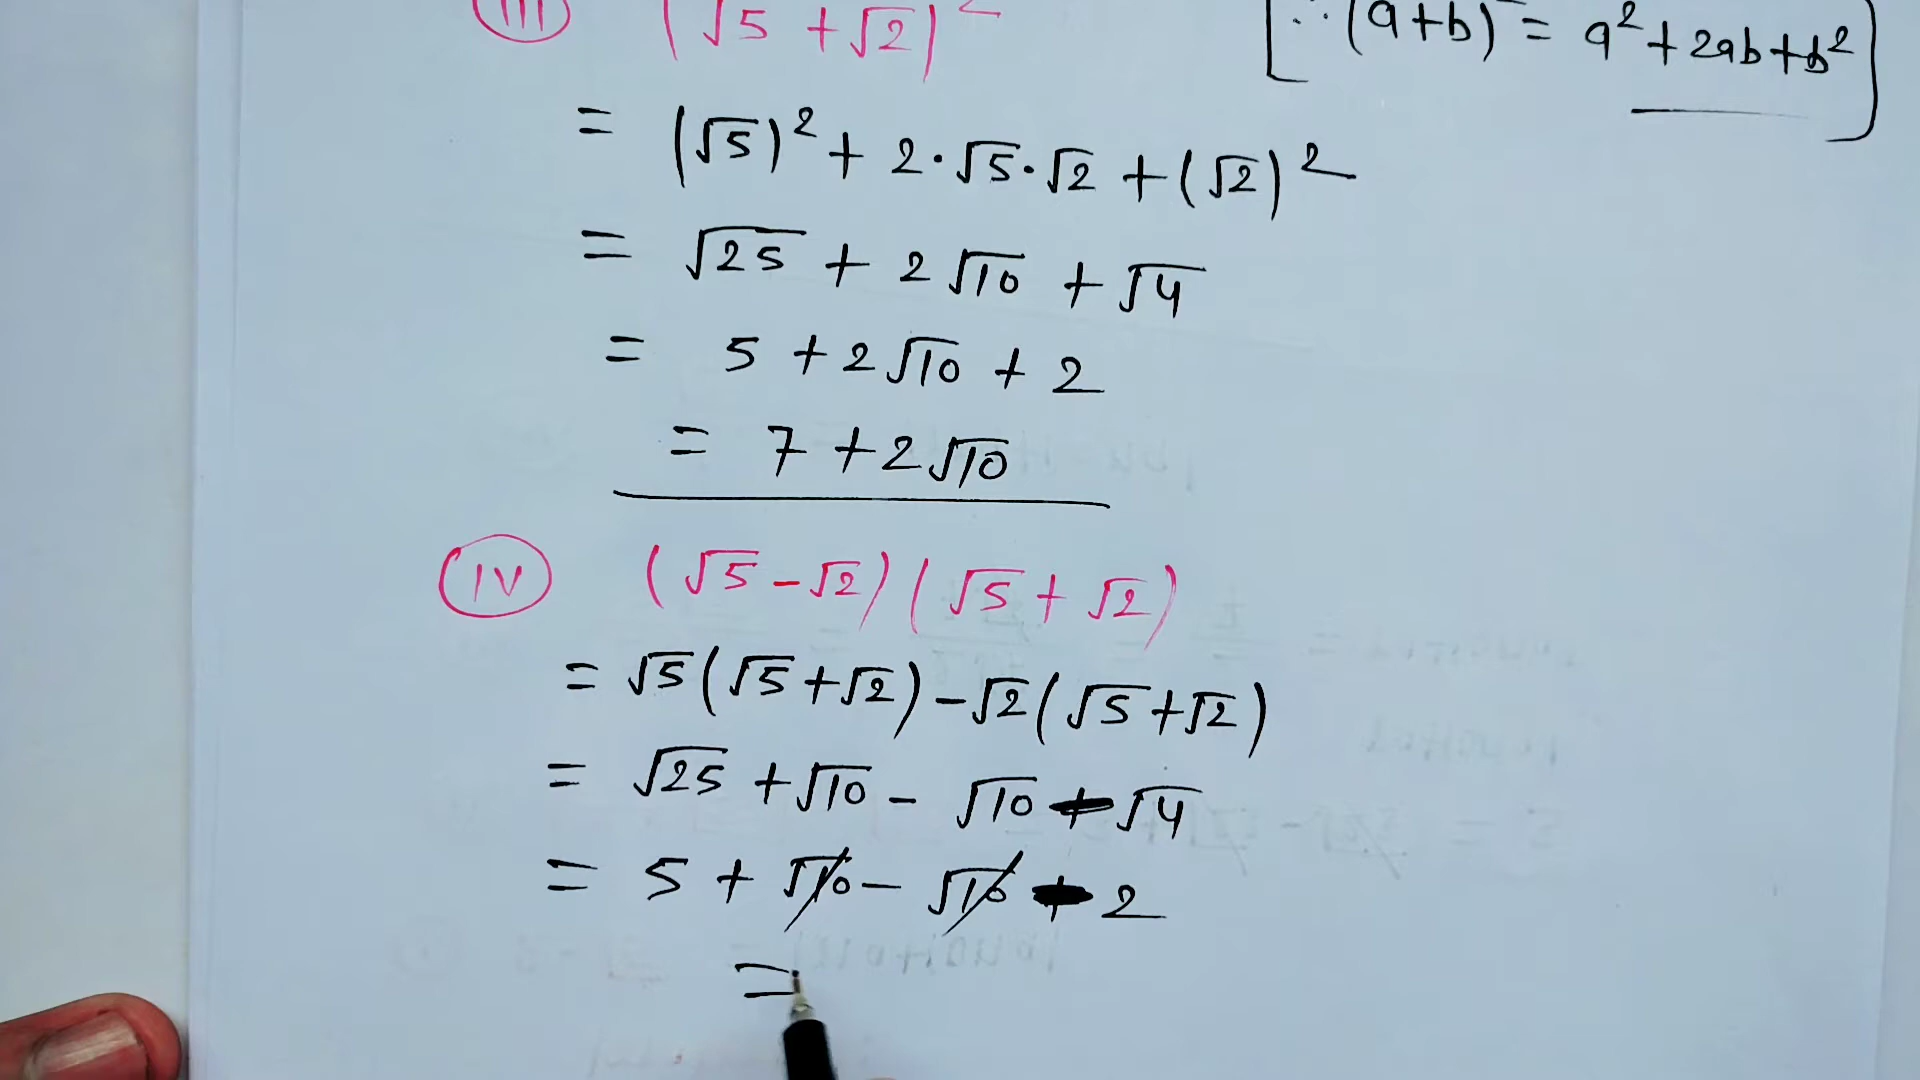 (III) (√5 + √2)² [∵ (a+b)² = a² + 2ab + b²]
= (√5)² + 2·√5·√2 + (√2)²
= √25 + 2√10 + √4
= 5 + 2√10 + 2
= 7 + 2√10
(IV) (√5 - √2) (√5 + √2)
= √5(√5 + √2) - √2(√5 + √2)
= √25 + √10 - √10 - √4
= 5 + √10 - √10 - 2
=